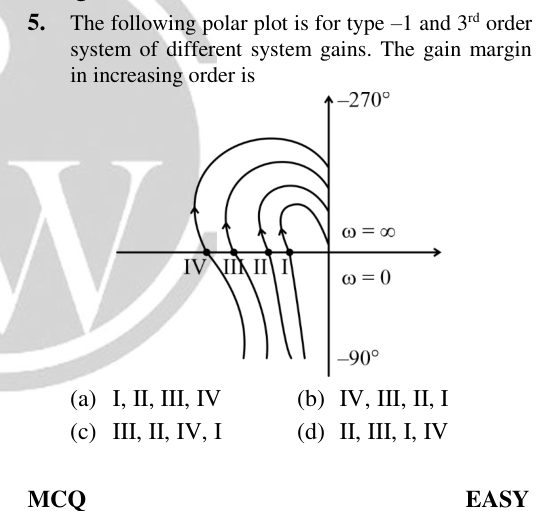 5. The following polar plot is for type –1 and 3rd order
system of different system gains. The gain margin
in increasing order is
–270°
ω = ∞
IV III II I
ω = 0
–90°
(a) I, II, III, IV (b) IV, III, II, I
(c) III, II, IV, I (d) II, III, I, IV
MCQ EASY